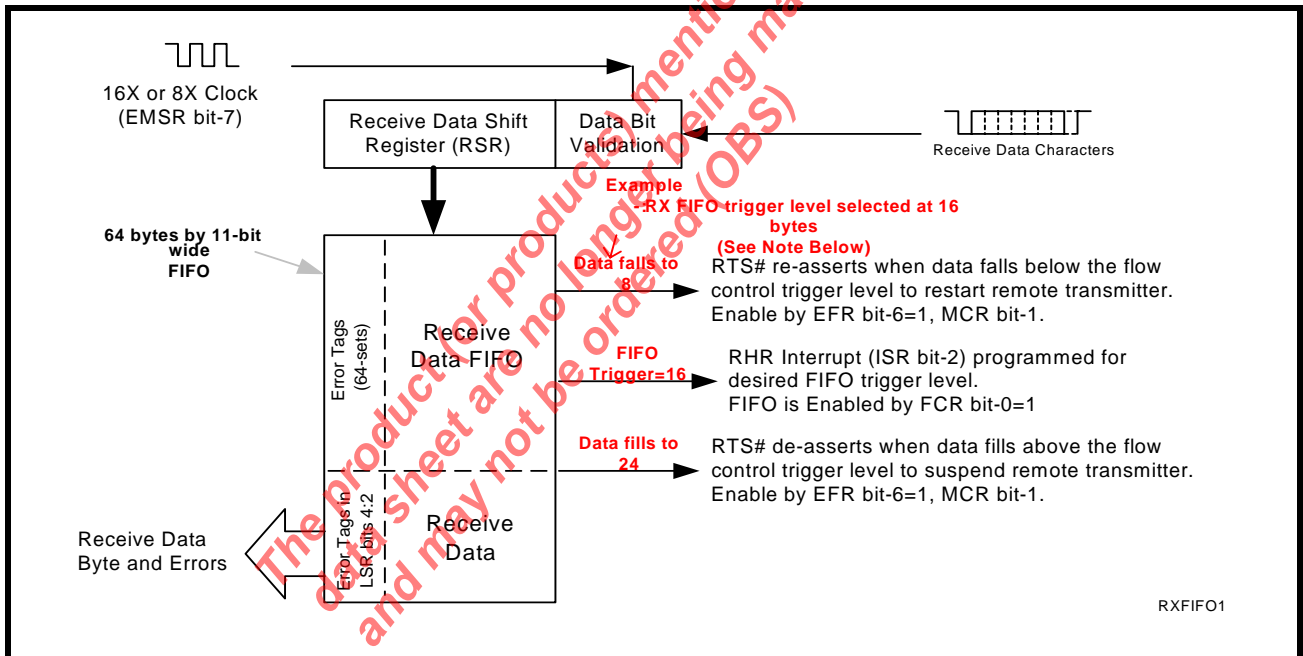 16X or 8X Clock
(EMSR bit-7)
Receive Data Shift
Register (RSR)
Data Bit
Validation
Receive Data Characters
Example
-:RX FIFO trigger level selected at 16
bytes
(See Note Below)
64 bytes by 11-bit
wide
FIFO
Data falls to
8
RTS# re-asserts when data falls below the flow
control trigger level to restart remote transmitter.
Enable by EFR bit-6=1, MCR bit-1.
Error Tags
(64-sets)
Receive
Data FIFO
FIFO
Trigger=16
RHR Interrupt (ISR bit-2) programmed for
desired FIFO trigger level.
FIFO is Enabled by FCR bit-0=1
Data fills to
24
RTS# de-asserts when data fills above the flow
control trigger level to suspend remote transmitter.
Enable by EFR bit-6=1, MCR bit-1.
Error Tags in
LSR bits 4:2
Receive
Data
Receive Data
Byte and Errors
RXFIFO1
The product (or products) mentio
data sheet are no longer being ma
and may not be ordered (OBS)